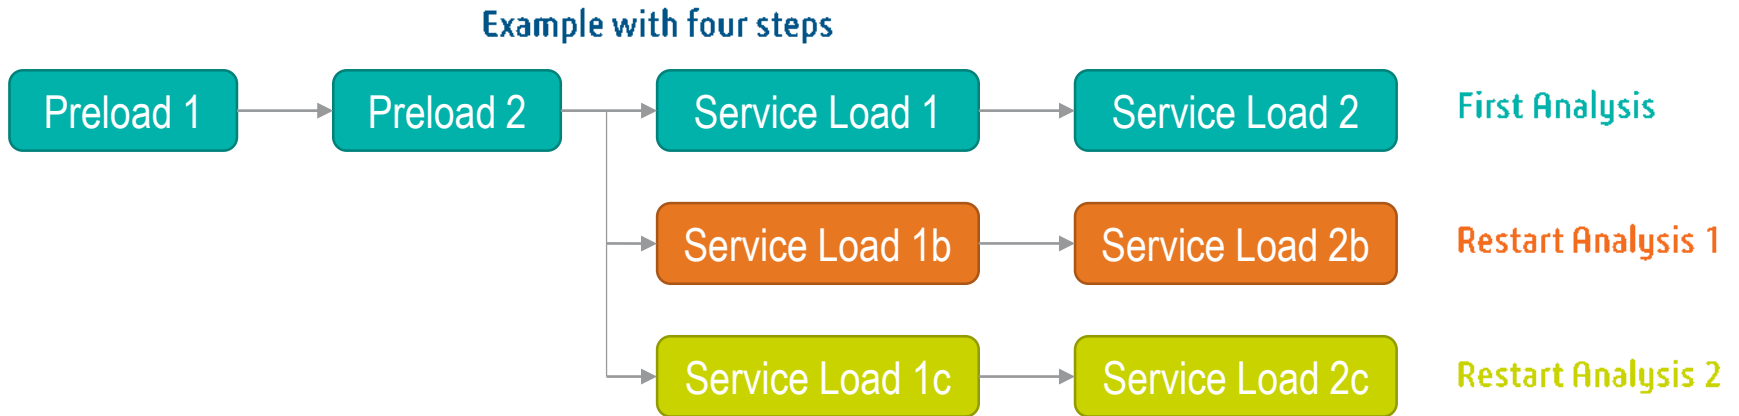 Example with four steps
Preload 1
Preload 2
Service Load 1
Service Load 2
First Analysis
Service Load 1b
Service Load 2b
Restart Analysis 1
Service Load 1c
Service Load 2c
Restart Analysis 2